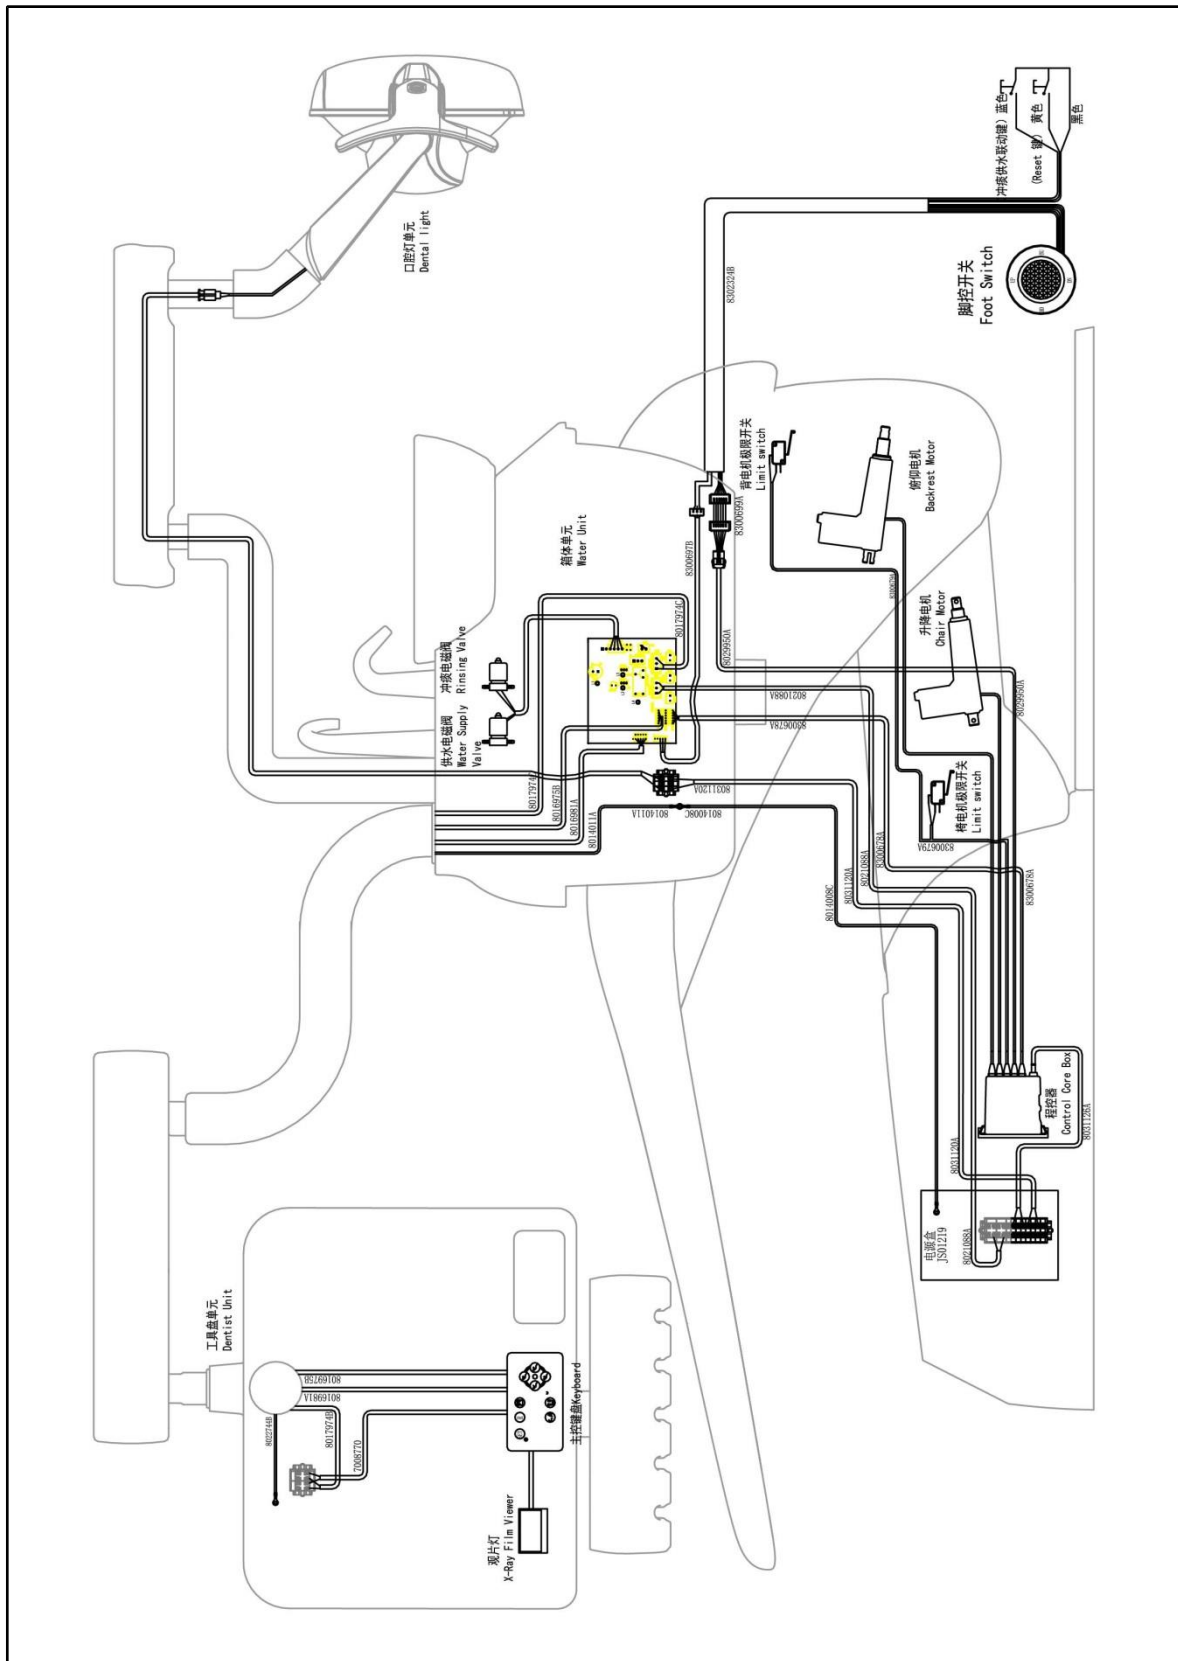 口腔灯单元
Dental light
冲痰供水联动键) 蓝色
(Reset 键) 黄色
黑色
脚控开关
Foot Switch
8302324B
背电机极限开关
Limit switch
俯仰电机
Backrest Motor
升降电机
Chair Motor
椅电机极限开关
Limit switch
箱体单元
Water Unit
冲痰电磁阀
Rinsing Valve
供水电磁阀
Water Supply
Valve
8300697B
8300699A
8029950A
8029950A
8017974C
8021088A
8300678A
8031120A
8014008C
8014011A
8016975B
8016981A
8014011A
8300679A
8014008C
8031120A
8021088A
8300678A
8300678A
程控器
Control Core Box
8031126A
8031120A
8021088A
电源盒
JS01219
工具盘单元
Dentist Unit
8016975B
8016981A
8017974B
8022744B
7008770
主控键盘Keyboard
观片灯
X-Ray Film Viewer